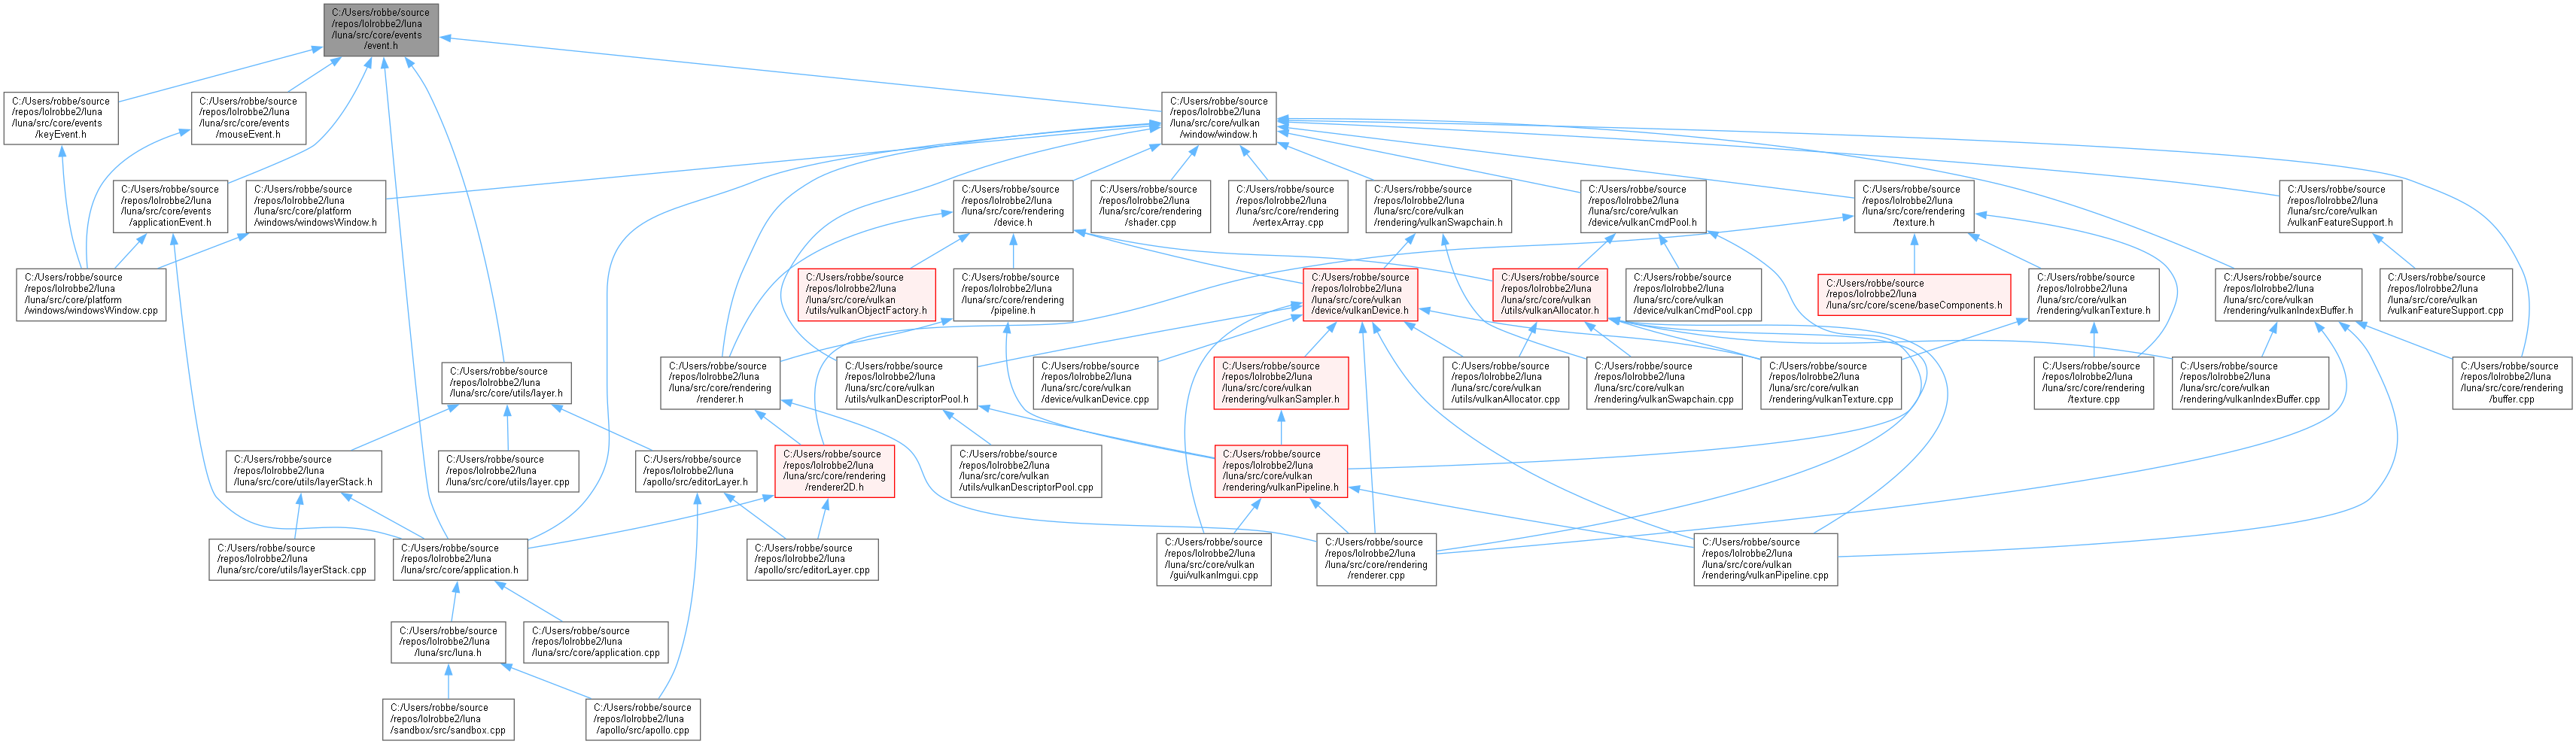 C:/Users/robbe/source
/repos/lolrobbe2/luna
/luna/src/core/events
/event.h
C:/Users/robbe/source
/repos/lolrobbe2/luna
/luna/src/core/events
/keyEvent.h
C:/Users/robbe/source
/repos/lolrobbe2/luna
/luna/src/core/events
/mouseEvent.h
C:/Users/robbe/source
/repos/lolrobbe2/luna
/luna/src/core/vulkan
/window/window.h
C:/Users/robbe/source
/repos/lolrobbe2/luna
/luna/src/core/events
/applicationEvent.h
C:/Users/robbe/source
/repos/lolrobbe2/luna
/luna/src/core/platform
/windows/windowsWindow.h
C:/Users/robbe/source
/repos/lolrobbe2/luna
/luna/src/core/rendering
/device.h
C:/Users/robbe/source
/repos/lolrobbe2/luna
/luna/src/core/rendering
/shader.cpp
C:/Users/robbe/source
/repos/lolrobbe2/luna
/luna/src/core/rendering
/vertexArray.cpp
C:/Users/robbe/source
/repos/lolrobbe2/luna
/luna/src/core/vulkan
/rendering/vulkanSwapchain.h
C:/Users/robbe/source
/repos/lolrobbe2/luna
/luna/src/core/vulkan
/device/vulkanCmdPool.h
C:/Users/robbe/source
/repos/lolrobbe2/luna
/luna/src/core/rendering
/texture.h
C:/Users/robbe/source
/repos/lolrobbe2/luna
/luna/src/core/vulkan
/vulkanFeatureSupport.h
C:/Users/robbe/source
/repos/lolrobbe2/luna
/luna/src/core/platform
/windows/windowsWindow.cpp
C:/Users/robbe/source
/repos/lolrobbe2/luna
/luna/src/core/vulkan
/utils/vulkanObjectFactory.h
C:/Users/robbe/source
/repos/lolrobbe2/luna
/luna/src/core/rendering
/pipeline.h
C:/Users/robbe/source
/repos/lolrobbe2/luna
/luna/src/core/vulkan
/device/vulkanDevice.h
C:/Users/robbe/source
/repos/lolrobbe2/luna
/luna/src/core/vulkan
/utils/vulkanAllocator.h
C:/Users/robbe/source
/repos/lolrobbe2/luna
/luna/src/core/vulkan
/device/vulkanCmdPool.cpp
C:/Users/robbe/source
/repos/lolrobbe2/luna
/luna/src/core/scene/baseComponents.h
C:/Users/robbe/source
/repos/lolrobbe2/luna
/luna/src/core/vulkan
/rendering/vulkanTexture.h
C:/Users/robbe/source
/repos/lolrobbe2/luna
/luna/src/core/vulkan
/rendering/vulkanIndexBuffer.h
C:/Users/robbe/source
/repos/lolrobbe2/luna
/luna/src/core/vulkan
/vulkanFeatureSupport.cpp
C:/Users/robbe/source
/repos/lolrobbe2/luna
/luna/src/core/utils/layer.h
C:/Users/robbe/source
/repos/lolrobbe2/luna
/luna/src/core/rendering
/renderer.h
C:/Users/robbe/source
/repos/lolrobbe2/luna
/luna/src/core/vulkan
/utils/vulkanDescriptorPool.h
C:/Users/robbe/source
/repos/lolrobbe2/luna
/luna/src/core/vulkan
/device/vulkanDevice.cpp
C:/Users/robbe/source
/repos/lolrobbe2/luna
/luna/src/core/vulkan
/rendering/vulkanSampler.h
C:/Users/robbe/source
/repos/lolrobbe2/luna
/luna/src/core/vulkan
/utils/vulkanAllocator.cpp
C:/Users/robbe/source
/repos/lolrobbe2/luna
/luna/src/core/vulkan
/rendering/vulkanSwapchain.cpp
C:/Users/robbe/source
/repos/lolrobbe2/luna
/luna/src/core/vulkan
/rendering/vulkanTexture.cpp
C:/Users/robbe/source
/repos/lolrobbe2/luna
/luna/src/core/rendering
/texture.cpp
C:/Users/robbe/source
/repos/lolrobbe2/luna
/luna/src/core/vulkan
/rendering/vulkanIndexBuffer.cpp
C:/Users/robbe/source
/repos/lolrobbe2/luna
/luna/src/core/rendering
/buffer.cpp
C:/Users/robbe/source
/repos/lolrobbe2/luna
/luna/src/core/utils/layerStack.h
C:/Users/robbe/source
/repos/lolrobbe2/luna
/luna/src/core/utils/layer.cpp
C:/Users/robbe/source
/repos/lolrobbe2/luna
/apollo/src/editorLayer.h
C:/Users/robbe/source
/repos/lolrobbe2/luna
/luna/src/core/rendering
/renderer2D.h
C:/Users/robbe/source
/repos/lolrobbe2/luna
/luna/src/core/vulkan
/utils/vulkanDescriptorPool.cpp
C:/Users/robbe/source
/repos/lolrobbe2/luna
/luna/src/core/vulkan
/rendering/vulkanPipeline.h
C:/Users/robbe/source
/repos/lolrobbe2/luna
/luna/src/core/utils/layerStack.cpp
C:/Users/robbe/source
/repos/lolrobbe2/luna
/luna/src/core/application.h
C:/Users/robbe/source
/repos/lolrobbe2/luna
/apollo/src/editorLayer.cpp
C:/Users/robbe/source
/repos/lolrobbe2/luna
/luna/src/core/vulkan
/gui/vulkanImgui.cpp
C:/Users/robbe/source
/repos/lolrobbe2/luna
/luna/src/core/rendering
/renderer.cpp
C:/Users/robbe/source
/repos/lolrobbe2/luna
/luna/src/core/vulkan
/rendering/vulkanPipeline.cpp
C:/Users/robbe/source
/repos/lolrobbe2/luna
/luna/src/luna.h
C:/Users/robbe/source
/repos/lolrobbe2/luna
/luna/src/core/application.cpp
C:/Users/robbe/source
/repos/lolrobbe2/luna
/sandbox/src/sandbox.cpp
C:/Users/robbe/source
/repos/lolrobbe2/luna
/apollo/src/apollo.cpp